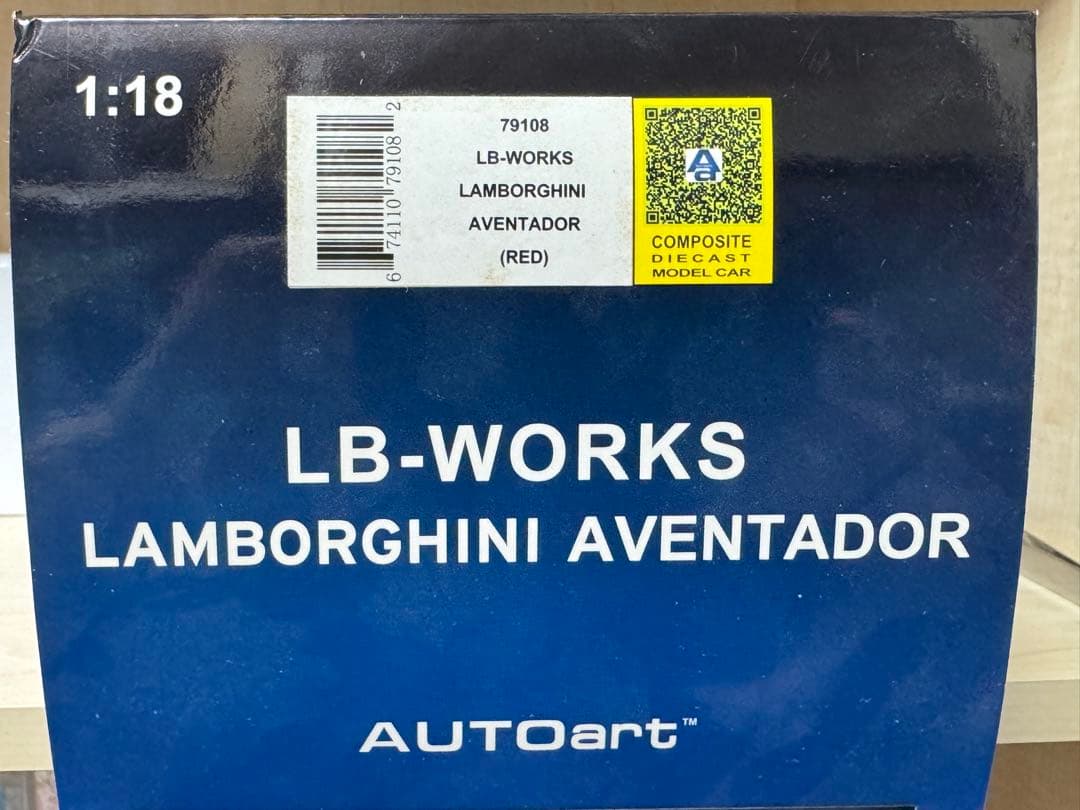 1:18
6 74110 79108 2
79108
LB-WORKS
LAMBORGHINI
AVENTADOR
(RED)
Aa
COMPOSITE
DIECAST
MODEL CAR
LB-WORKS
LAMBORGHINI AVENTADOR
AUTOart™